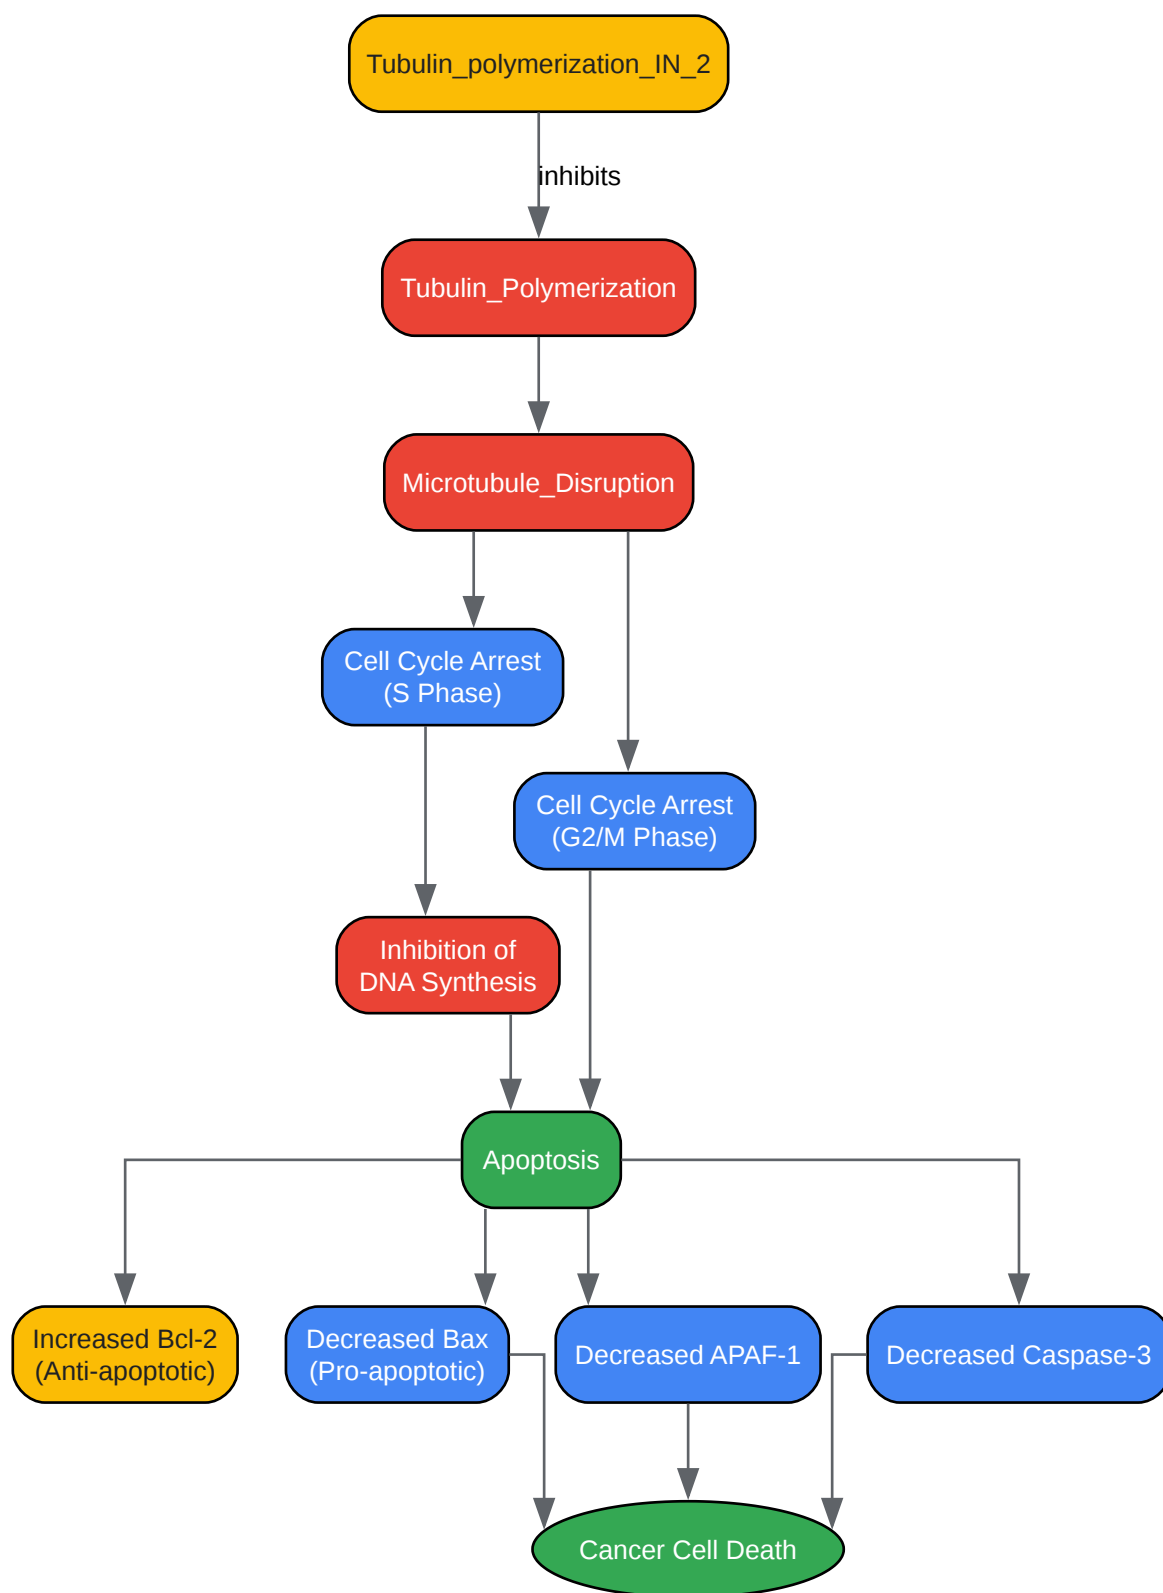 Tubulin_polymerization_IN_2
inhibits
Tubulin_Polymerization
Microtubule_Disruption
Cell Cycle Arrest
(S Phase)
Cell Cycle Arrest
(G2/M Phase)
Inhibition of
DNA Synthesis
Apoptosis
Increased Bcl-2
(Anti-apoptotic)
Decreased Bax
(Pro-apoptotic)
Decreased APAF-1
Decreased Caspase-3
Cancer Cell Death